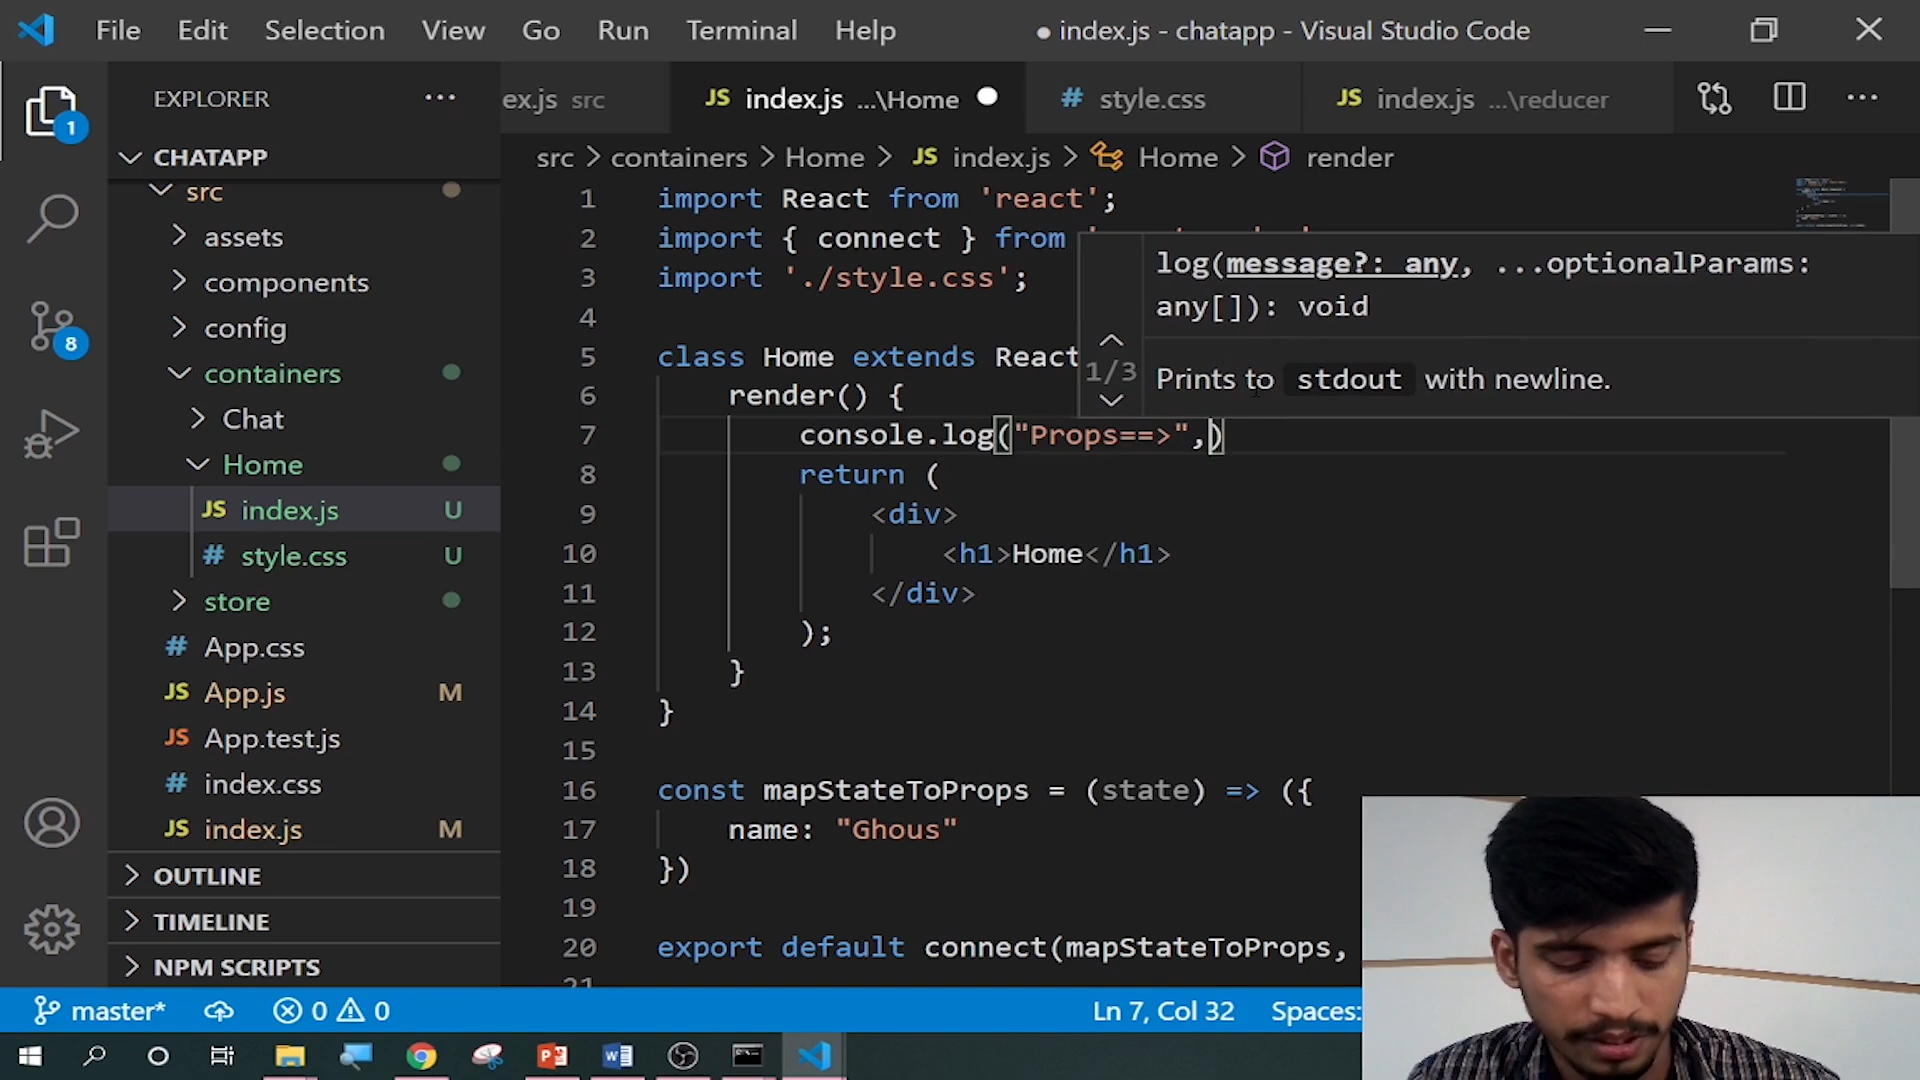 File Edit Selection View Go Run Terminal Help
index.js - chatapp - Visual Studio Code
EXPLORER
ex.js src
JS index.js ...\Home
# style.css
JS index.js ...\reducer
1
CHATAPP
src > containers > Home > JS index.js > Home > render
src
assets
components
config
containers
Chat
Home
JS index.js U
# style.css U
store
# App.css
JS App.js M
JS App.test.js
# index.css
JS index.js M
OUTLINE
TIMELINE
NPM SCRIPTS
8
1 import React from 'react';
2 import { connect } from
3 import './style.css';
4
5 class Home extends React
6 render() {
7 console.log("Props==>",)
8 return (
9 <div>
10 <h1>Home</h1>
11 </div>
12 );
13 }
14 }
15
16 const mapStateToProps = (state) => ({
17 name: "Ghous"
18 })
19
20 export default connect(mapStateToProps,
21
log(message?: any, ...optionalParams:
any[]): void
1/3
Prints to stdout with newline.
master* 0 0 Ln 7, Col 32 Spaces: